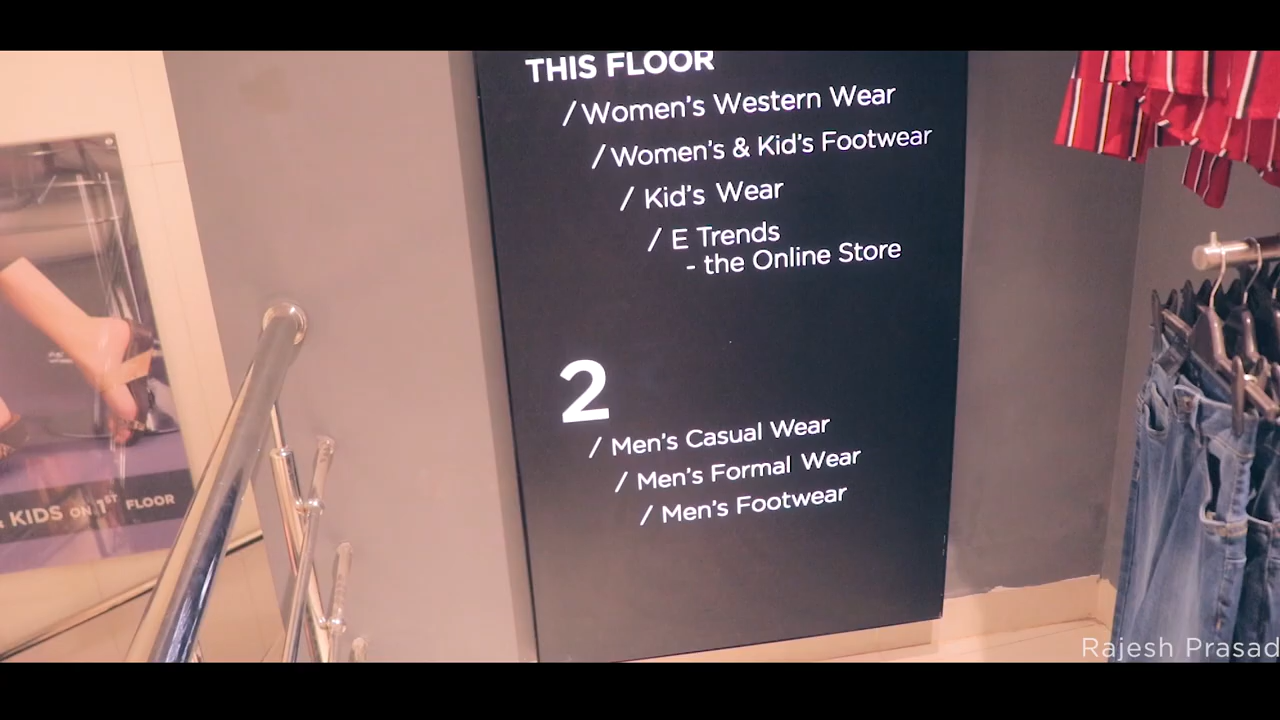 THIS FLOOR
/ Women's Western Wear
/ Women's & Kid's Footwear
/ Kid's Wear
/ E Trends
- the Online Store
2
/ Men's Casual Wear
/ Men's Formal Wear
/ Men's Footwear
& KIDS ON 1ST FLOOR
Rajesh Prasad